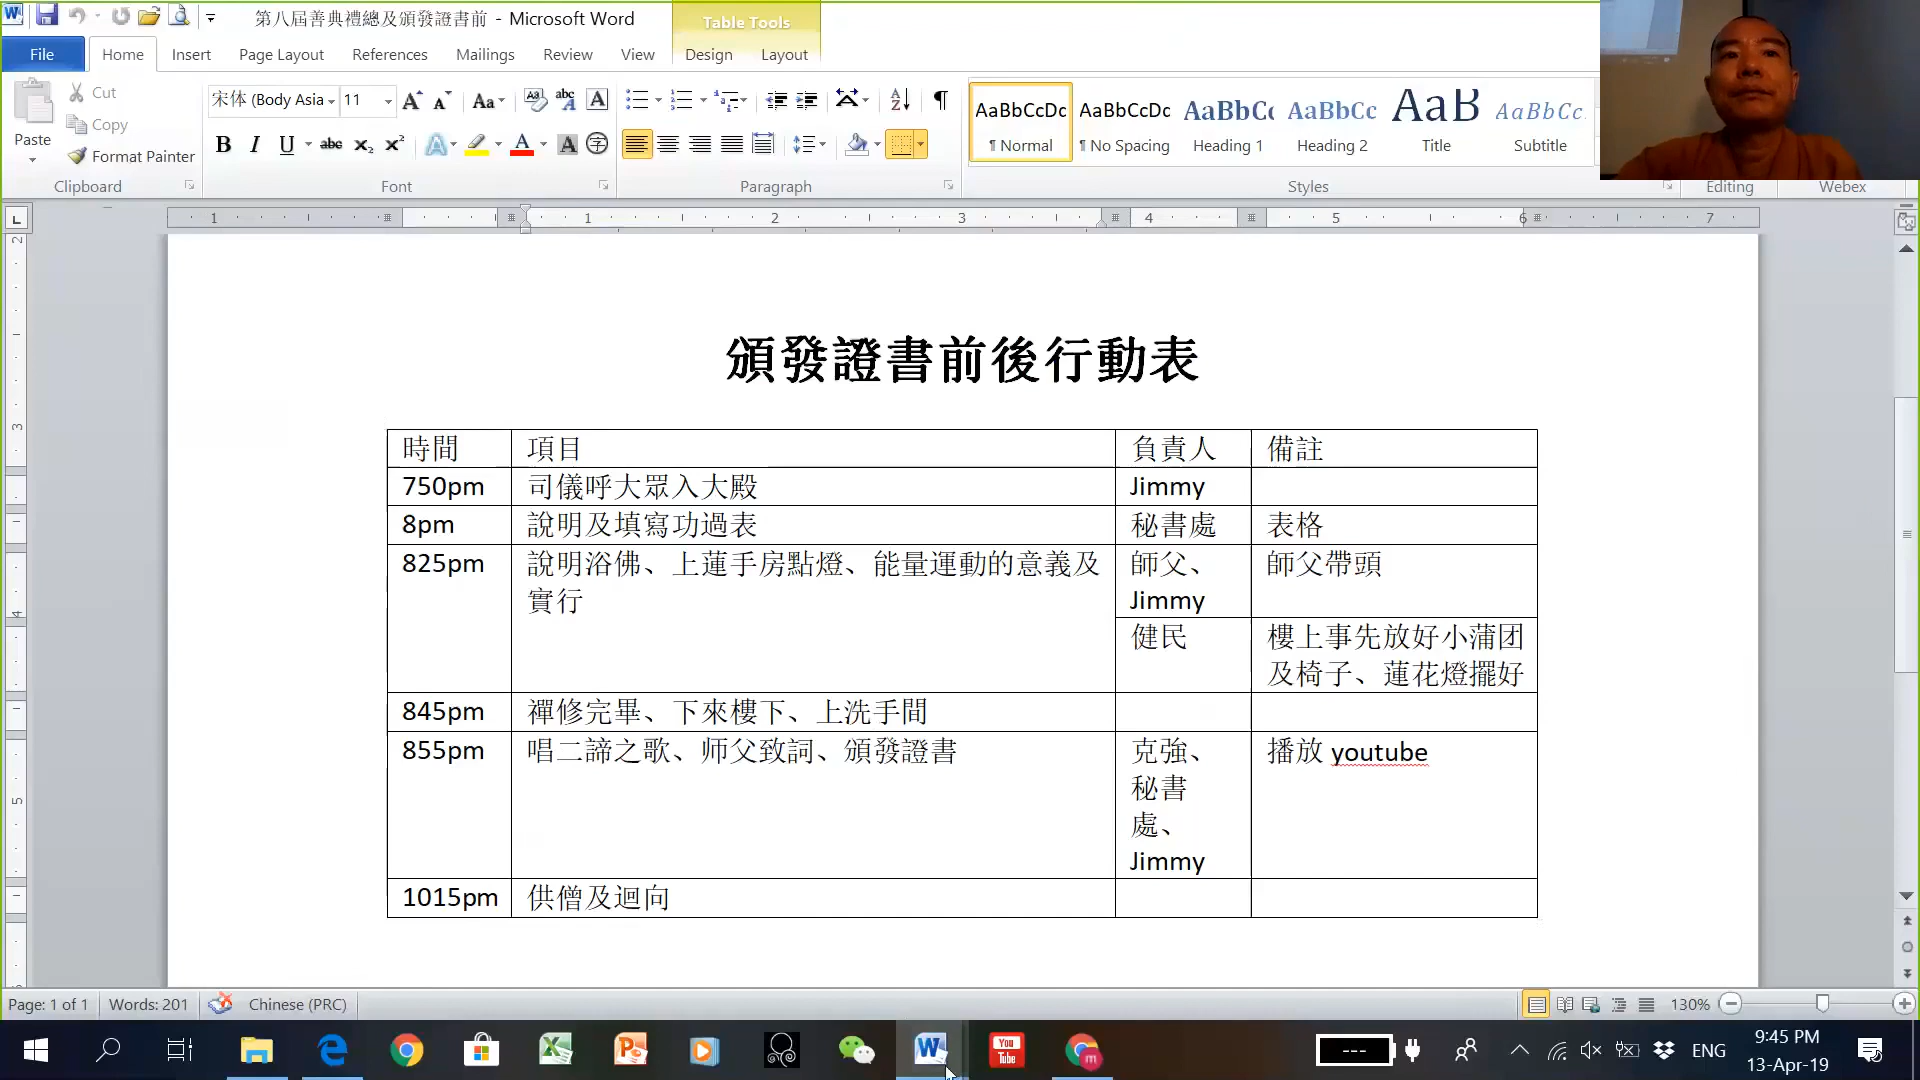 第八屆善典禮總及頒發證書前 - Microsoft Word
Table Tools
File Home Insert Page Layout References Mailings Review View Design Layout
Paste
Cut
Copy
Format Painter
宋体 (Body Asia 11
AaBbCcDc AaBbCcDc AaBbCc AaBbCc AaB AaBbCc.
¶ Normal ¶ No Spacing Heading 1 Heading 2 Title Subtitle
Clipboard Font Paragraph Styles Editing Webex
頒發證書前後行動表
時間 項目 負責人 備註
750pm 司儀呼大眾入大殿 Jimmy
8pm 說明及填寫功過表 秘書處 表格
825pm 說明浴佛、上蓮手房點燈、能量運動的意義及
實行
師父、
Jimmy
師父帶頭
健民
樓上事先放好小蒲团
及椅子、蓮花燈擺好
845pm 禪修完畢、下來樓下、上洗手間
855pm 唱二諦之歌、师父致詞、頒發證書
克強、
秘書
處、
Jimmy
播放 youtube
1015pm 供僧及迴向
Page: 1 of 1 Words: 201 Chinese (PRC) 130%
ENG
9:45 PM
13-Apr-19